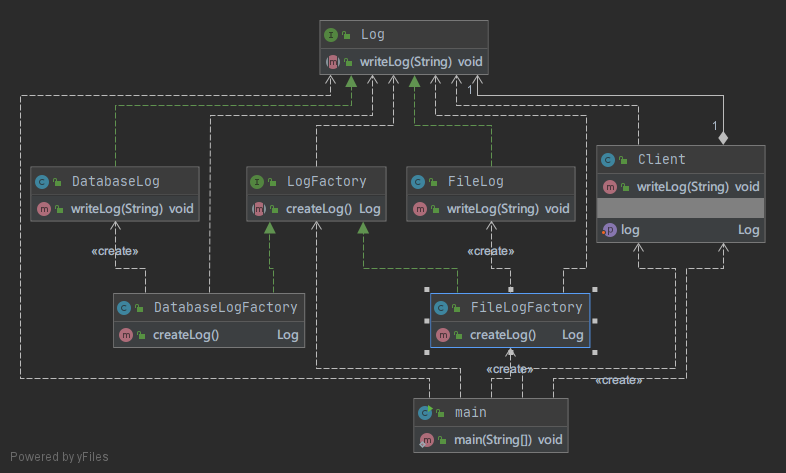 Log
writeLog(String) void
1
1
Client
writeLog(String) void
log Log
DatabaseLog
writeLog(String) void
LogFactory
createLog() Log
FileLog
writeLog(String) void
«create»
«create»
DatabaseLogFactory
createLog() Log
FileLogFactory
createLog() Log
«create»
«create»
main
main(String[]) void
Powered by yFiles